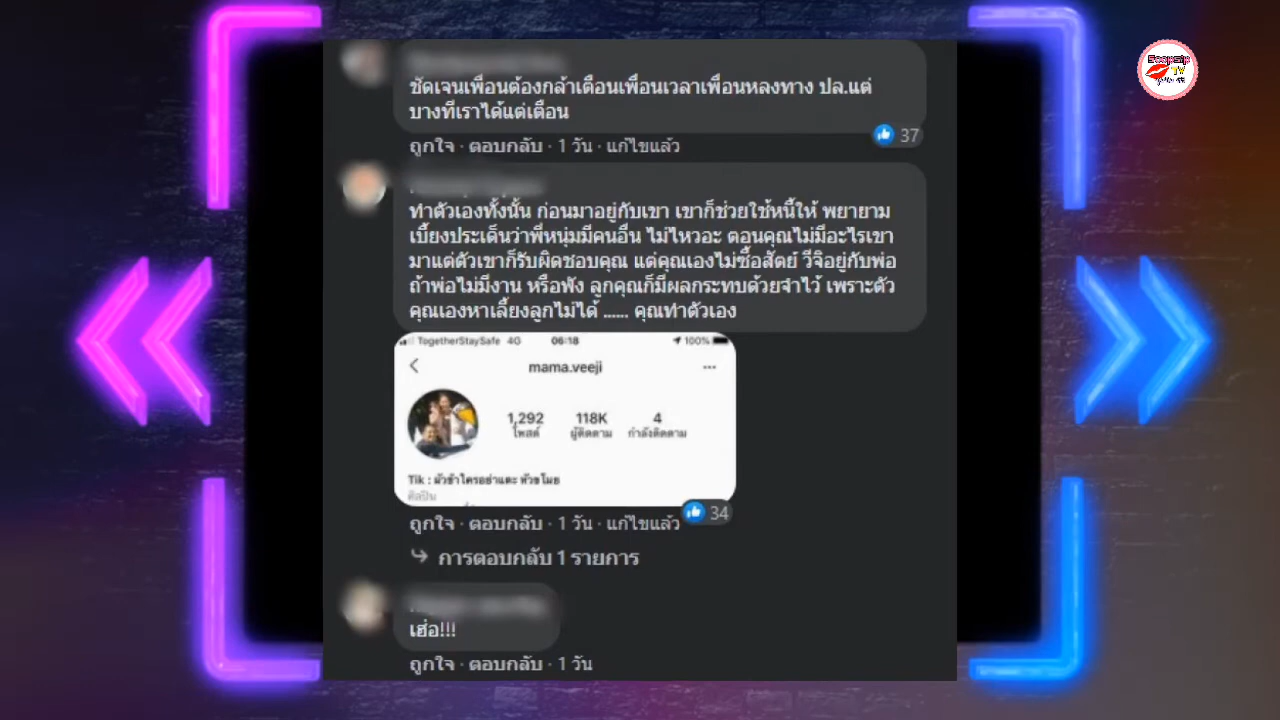 ชัดเจนเพื่อนต้องกล้าเตือนเพื่อนเวลาเพื่อนหลงทาง ปล.แต่
บางทีเราได้แต่เตือน
37
ถูกใจ · ตอบกลับ · 1 วัน · แก้ไขแล้ว
ทำตัวเองทั้งนั้น ก่อนมาอยู่กับเขา เขาก็ช่วยใช้หนี้ให้ พยายาม
เบี้ยงประเด็นว่าพี่หนุ่มมีคนอื่น ไม่ไหวอะ ตอนคุณไม่มีอะไรเขา
มาแต่ตัวเขาก็รับผิดชอบคุณ แต่คุณเองไม่ซื้อสัตย์ วีจิอยู่กับพ่อ
ถ้าพ่อไม่มีงาน หรือพัง ลูกคุณก็มีผลกระทบด้วยจำไว้ เพราะตัว
คุณเองหาเลี้ยงลูกไม่ได้ ...... คุณทำตัวเอง
TogetherStaySafe 4G 06:18 100%
mama.veeji
1,292 118K 4
โพสต์ ผู้ติดตาม กำลังติดตาม
Tik : ผัวข้าใครอย่าแตะ หัวขโมย
ศิลปิน
34
ถูกใจ · ตอบกลับ · 1 วัน · แก้ไขแล้ว
การตอบกลับ 1 รายการ
เฮ่อ!!!
ถูกใจ · ตอบกลับ · 1 วัน